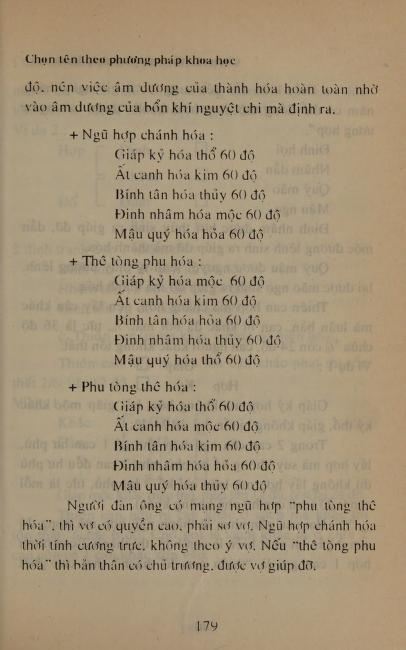 Chọn tên theo phương pháp khoa học
độ, nên việc âm dương của thành hóa hoàn toàn nhờ
vào âm dương của bổn khí nguyệt chi mà định ra.
+ Ngũ hợp chánh hóa :
Giáp kỷ hóa thổ 60 độ
Ất canh hóa kim 60 độ
Bính tân hóa thủy 60 độ
Đinh nhâm hóa mộc 60 độ
Mậu quý hóa hỏa 60 độ
+ Thê tòng phu hóa :
Giáp kỷ hóa mộc 60 độ
Ất canh hóa kim 60 độ
Bính tân hóa hỏa 60 độ
Đinh nhâm hóa thủy 60 độ
Mậu quý hóa thổ 60 độ
+ Phu tòng thê hóa :
Giáp kỷ hóa thổ 60 độ
Ất canh hóa mộc 60 độ
Bính tân hóa kim 60 độ
Đinh nhâm hóa hỏa 60 độ
Mậu quý hóa thủy 60 độ
Người đàn ông có mạng ngũ hợp “phu tòng thê
hóa”, thì vợ có quyền cao, phải sợ vợ. Ngũ hợp chánh hóa
thời tính cương trực, không theo ý vợ. Nếu “thê tòng phu
hóa” thì bản thân có chủ trương, được vợ giúp đỡ.
179